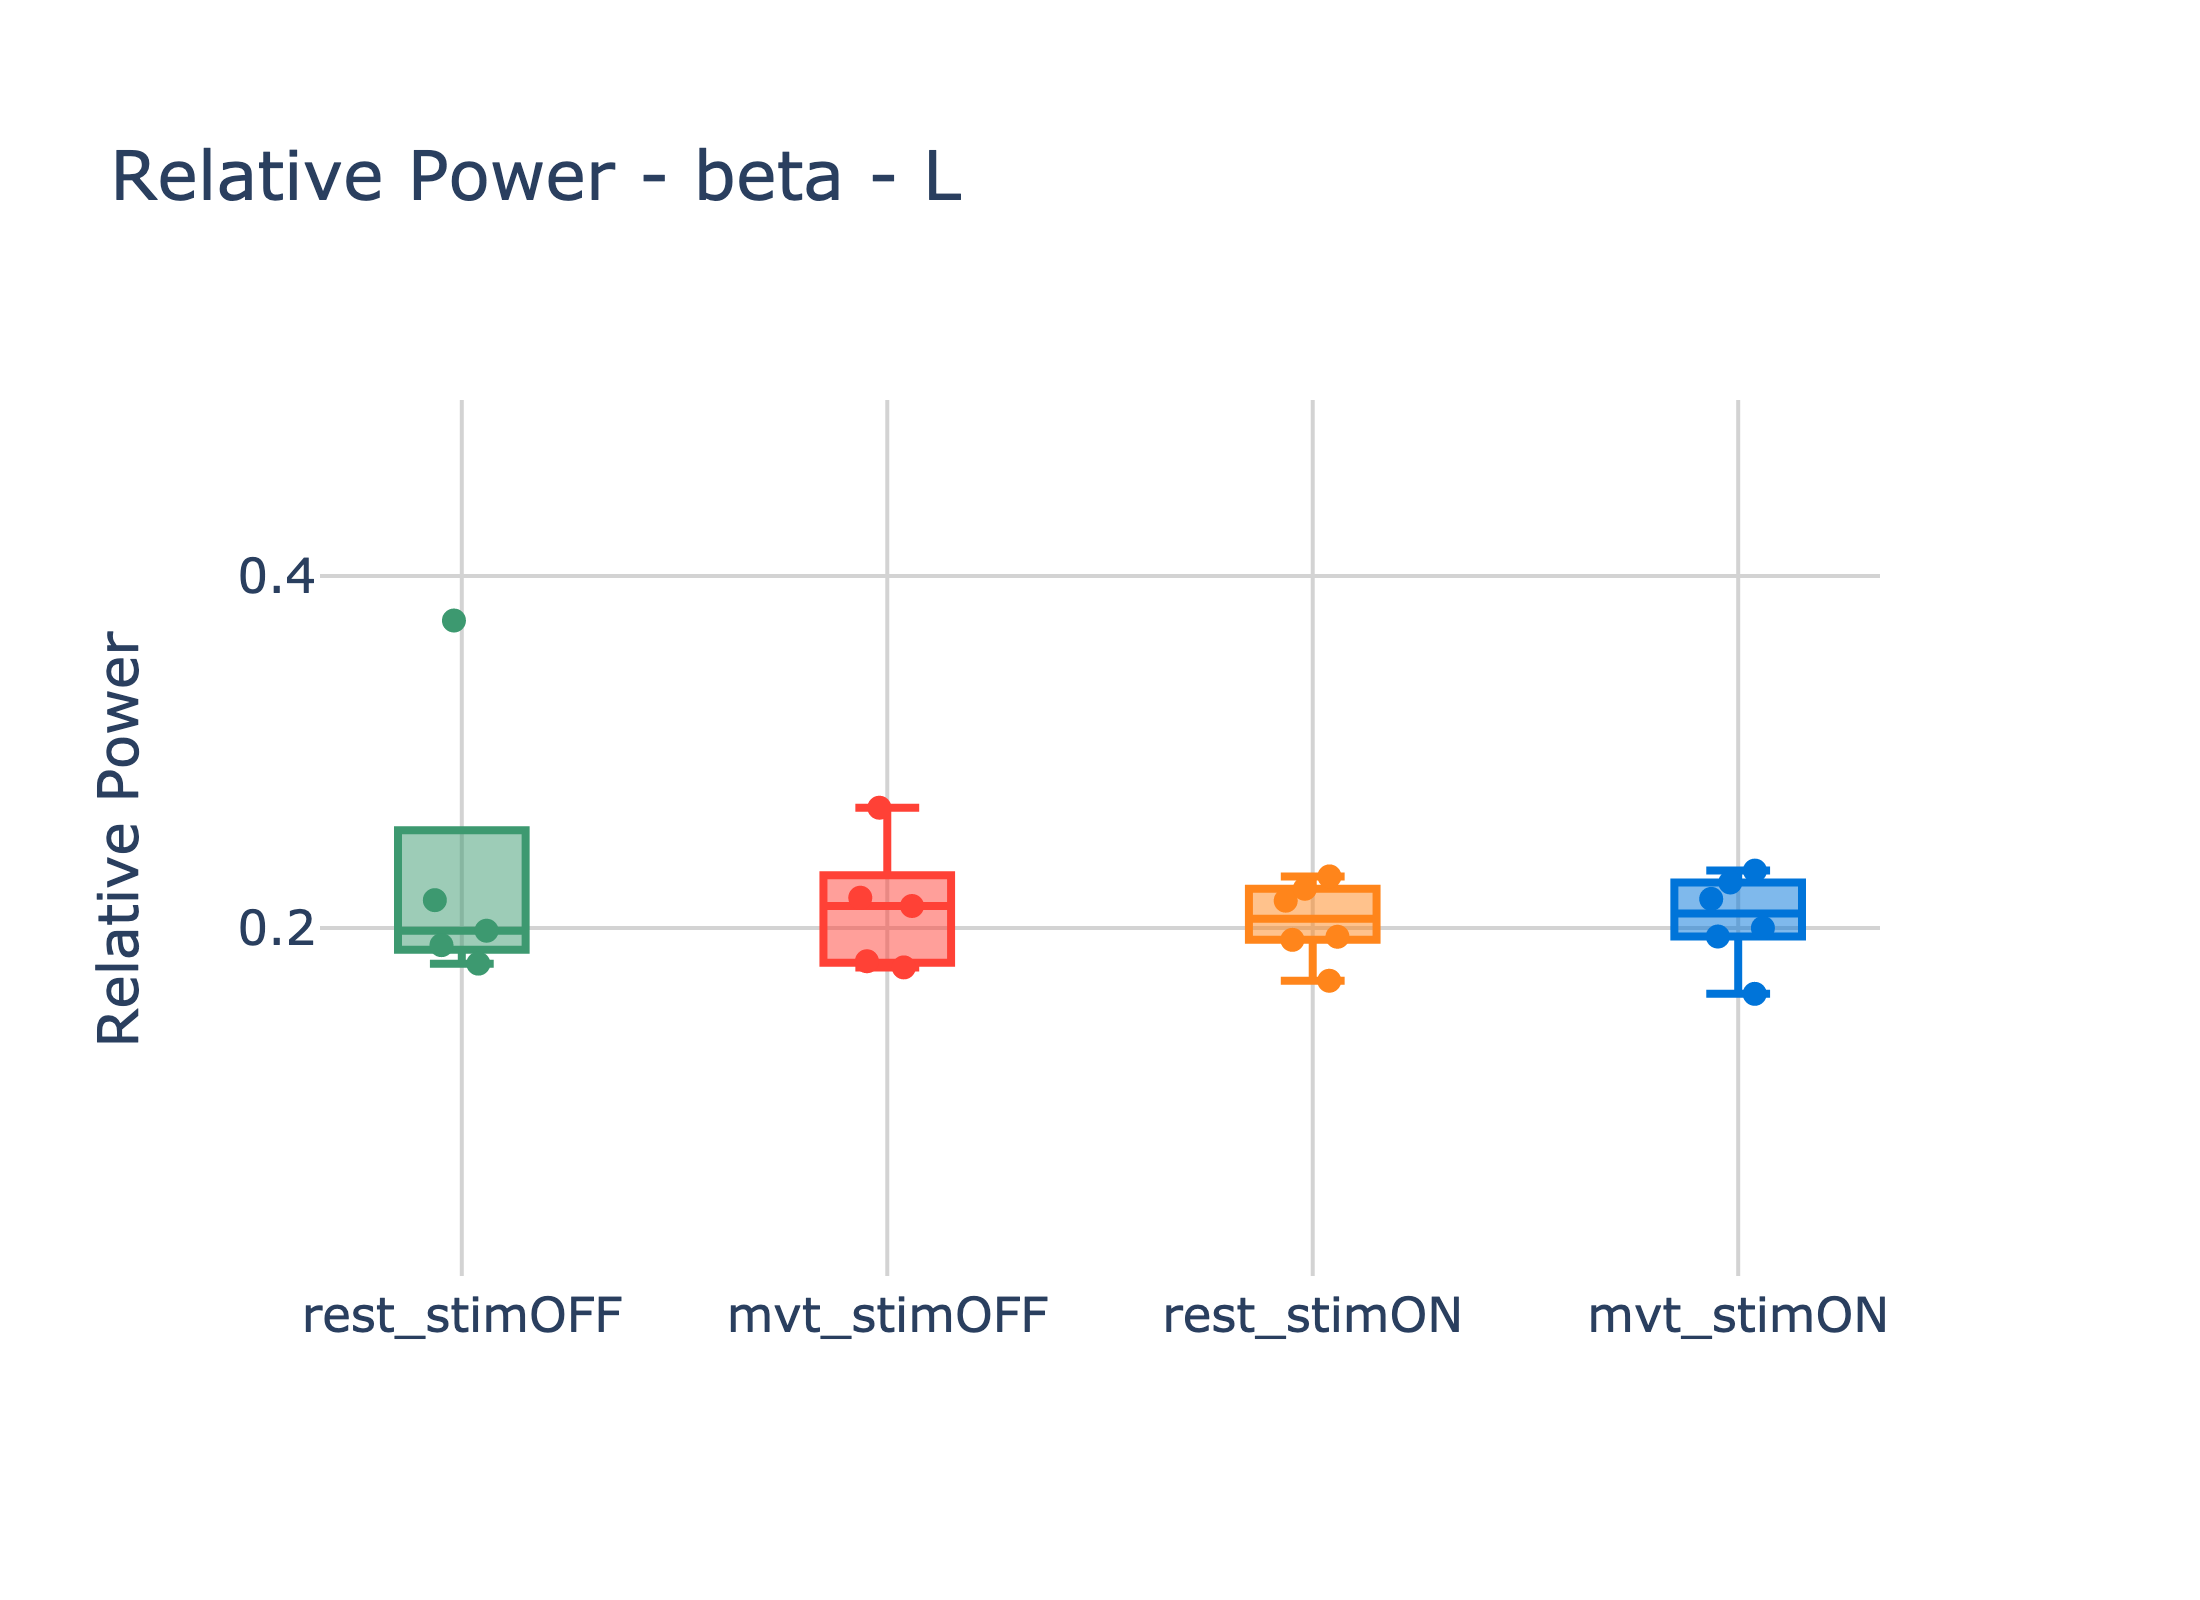 Relative Power - beta - L
Relative Power
0.4
0.2
rest_stimOFF
mvt_stimOFF
rest_stimON
mvt_stimON